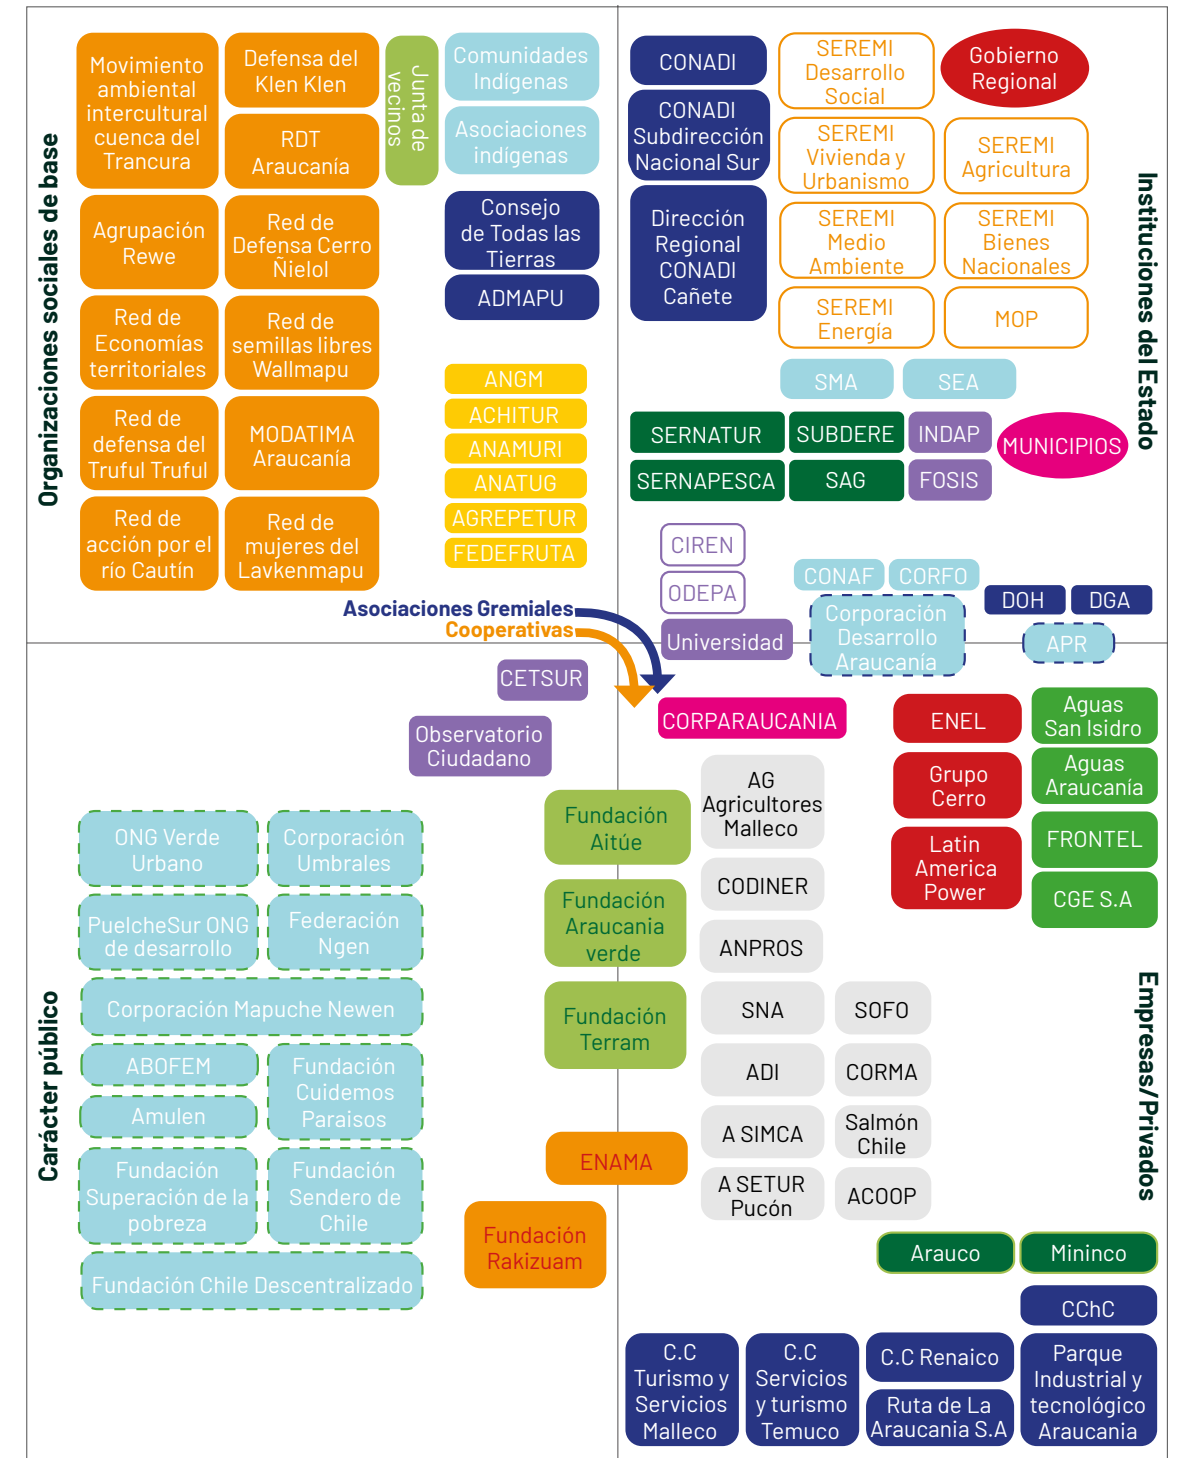 Organizaciones sociales de base
Movimiento
ambiental
intercultural
cuenca del
Trancura
Defensa del
Klen Klen
RDT
Araucanía
Junta de
vecinos
Comunidades
Indígenas
Asociaciones
indígenas
Agrupación
Rewe
Red de
Defensa Cerro
Ñielol
Consejo
de Todas las
Tierras
ADMAPU
Red de
Economías
territoriales
Red de
semillas libres
Wallmapu
Red de
defensa del
Truful Truful
MODATIMA
Araucanía
Red de
acción por el
río Cautín
Red de
mujeres del
Lavkenmapu
ANGM
ACHITUR
ANAMURI
ANATUG
AGREPETUR
FEDEFRUTA
Asociaciones Gremiales
Cooperativas
Instituciones del Estado
CONADI
CONADI
Subdirección
Nacional Sur
Dirección
Regional
CONADI
Cañete
SEREMI
Desarrollo
Social
Gobierno
Regional
SEREMI
Vivienda y
Urbanismo
SEREMI
Agricultura
SEREMI
Medio
Ambiente
SEREMI
Bienes
Nacionales
SEREMI
Energía
MOP
SMA
SEA
SERNATUR
SUBDERE
INDAP
MUNICIPIOS
SERNAPESCA
SAG
FOSIS
CIREN
ODEPA
Universidad
CONAF
CORFO
Corporación
Desarrollo
Araucanía
DOH
DGA
APR
Carácter público
CETSUR
Observatorio
Ciudadano
ONG Verde
Urbano
Corporación
Umbrales
PuelcheSur ONG
de desarrollo
Federación
Ngen
Corporación Mapuche Newen
ABOFEM
Amulen
Fundación
Cuidemos
Paraisos
Fundación
Superación de la
pobreza
Fundación
Sendero de
Chile
Fundación Chile Descentralizado
Fundación
Aitúe
Fundación
Araucania
verde
Fundación
Terram
ENAMA
Fundación
Rakizuam
Empresas/Privados
CORPARAUCANIA
ENEL
Grupo
Cerro
Latin
America
Power
Aguas
San Isidro
Aguas
Araucanía
FRONTEL
CGE S.A
AG
Agricultores
Malleco
CODINER
ANPROS
SNA
SOFO
ADI
CORMA
A SIMCA
Salmón
Chile
A SETUR
Pucón
ACOOP
Arauco
Mininco
CChC
C.C
Turismo y
Servicios
Malleco
C.C
Servicios
y turismo
Temuco
C.C Renaico
Ruta de La
Araucania S.A
Parque
Industrial y
tecnológico
Araucania